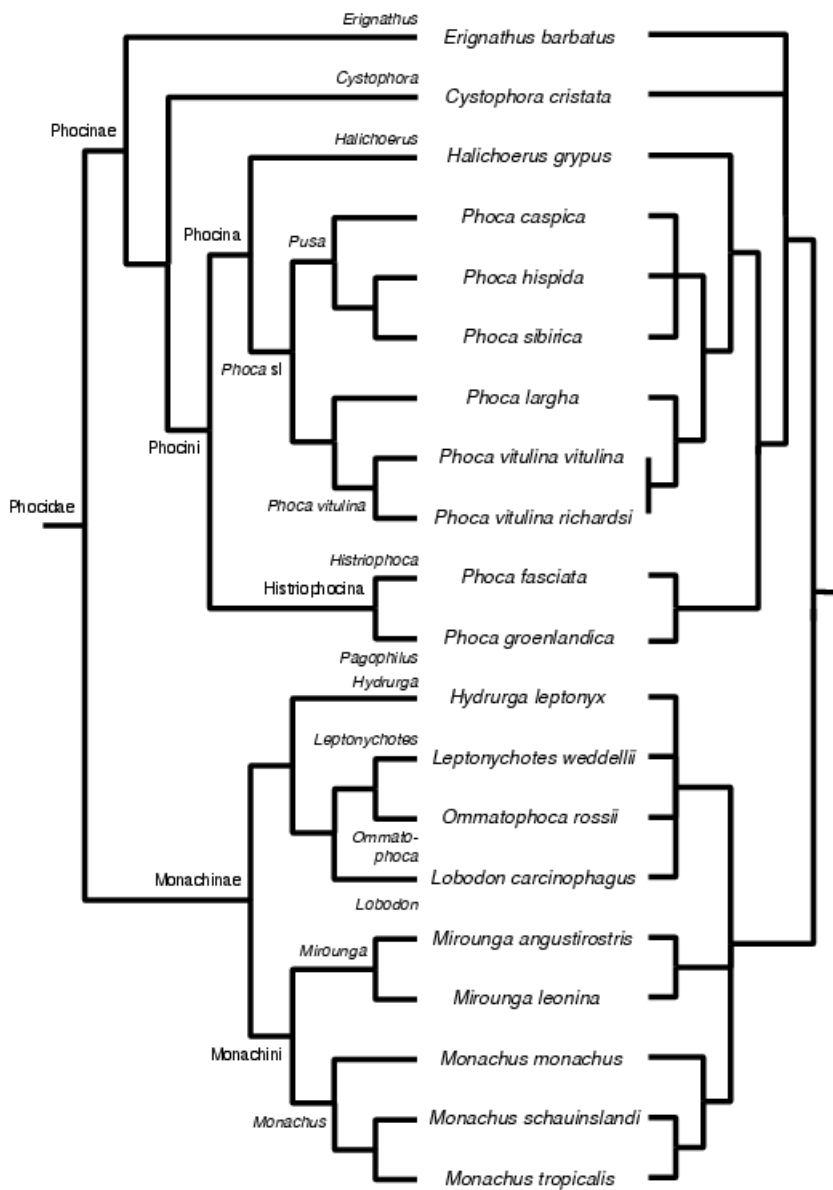 Erignathus
Erignathus barbatus
Cystophora
Cystophora cristata
Phocinae
Halichoerus
Halichoerus grypus
Phoca caspica
Phocina
Pusa
Phoca hispida
Phoca sibirica
Phoca sl
Phoca largha
Phocini
Phoca vitulina vitulina
Phoca vitulina
Phocidae
Phoca vitulina richardsi
Histriophoca
Phoca fasciata
Histriophocina
Phoca groenlandica
Pagophilus
Hydrurga
Hydrurga leptonyx
Leptonychotes
Leptonychotes weddellii
Ommatophoca rossii
Ommato-
phoca
Monachinae
Lobodon carcinophagus
Lobodon
Mirounga angustirostris
Mirounga
Mirounga leonina
Monachini
Monachus monachus
Monachus
Monachus schauinslandi
Monachus tropicalis